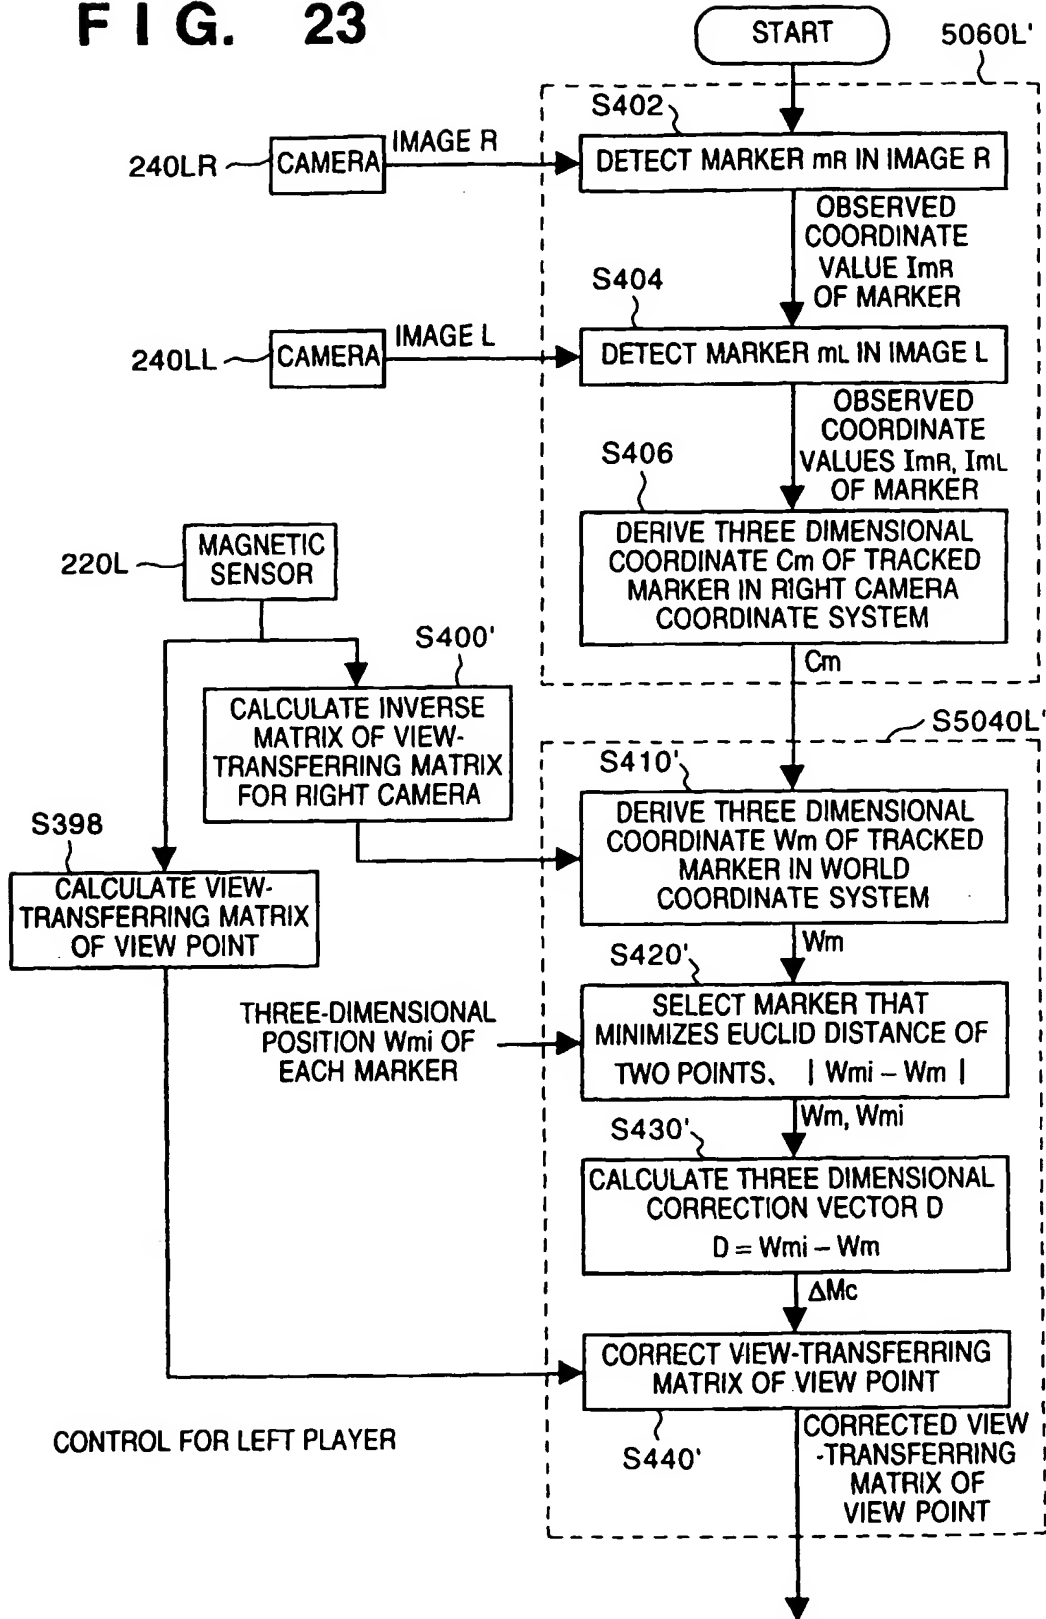 FIG. 23
START
5060L'
S402
240LR
CAMERA
IMAGE R
DETECT MARKER mR IN IMAGE R
OBSERVED
COORDINATE
VALUE ImR
OF MARKER
S404
240LL
CAMERA
IMAGE L
DETECT MARKER mL IN IMAGE L
OBSERVED
COORDINATE
VALUES ImR, ImL
OF MARKER
S406
DERIVE THREE DIMENSIONAL
COORDINATE Cm OF TRACKED
MARKER IN RIGHT CAMERA
COORDINATE SYSTEM
Cm
220L
MAGNETIC
SENSOR
S400'
CALCULATE INVERSE
MATRIX OF VIEW-
TRANSFERRING MATRIX
FOR RIGHT CAMERA
S398
CALCULATE VIEW-
TRANSFERRING MATRIX
OF VIEW POINT
S5040L'
S410'
DERIVE THREE DIMENSIONAL
COORDINATE Wm OF TRACKED
MARKER IN WORLD
COORDINATE SYSTEM
Wm
S420'
THREE-DIMENSIONAL
POSITION Wmi OF
EACH MARKER
SELECT MARKER THAT
MINIMIZES EUCLID DISTANCE OF
TWO POINTS、 | Wmi – Wm |
Wm, Wmi
S430'
CALCULATE THREE DIMENSIONAL
CORRECTION VECTOR D
D = Wmi – Wm
ΔMc
CORRECT VIEW-TRANSFERRING
MATRIX OF VIEW POINT
S440'
CORRECTED VIEW
-TRANSFERRING
MATRIX OF
VIEW POINT
CONTROL FOR LEFT PLAYER